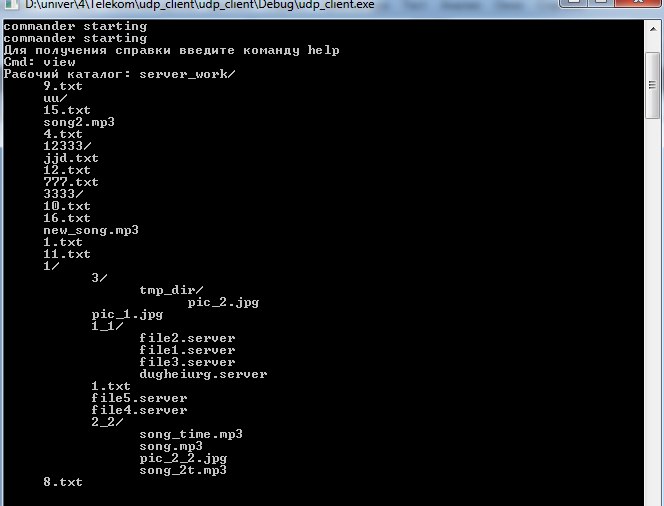 D:\univer\4\Telekom\udp_client\udp_client\Debug\udp_client.exe
commander starting
commander starting
Для получения справки введите команду help
Cmd: view
Рабочий каталог: server_work/
9.txt
uu/
15.txt
song2.mp3
4.txt
12333/
jjd.txt
12.txt
777.txt
3333/
10.txt
16.txt
new_song.mp3
1.txt
11.txt
1/
3/
tmp_dir/
pic_2.jpg
pic_1.jpg
1_1/
file2.server
file1.server
file3.server
dugheiurg.server
1.txt
file5.server
file4.server
2_2/
song_time.mp3
song.mp3
pic_2_2.jpg
song_2t.mp3
8.txt